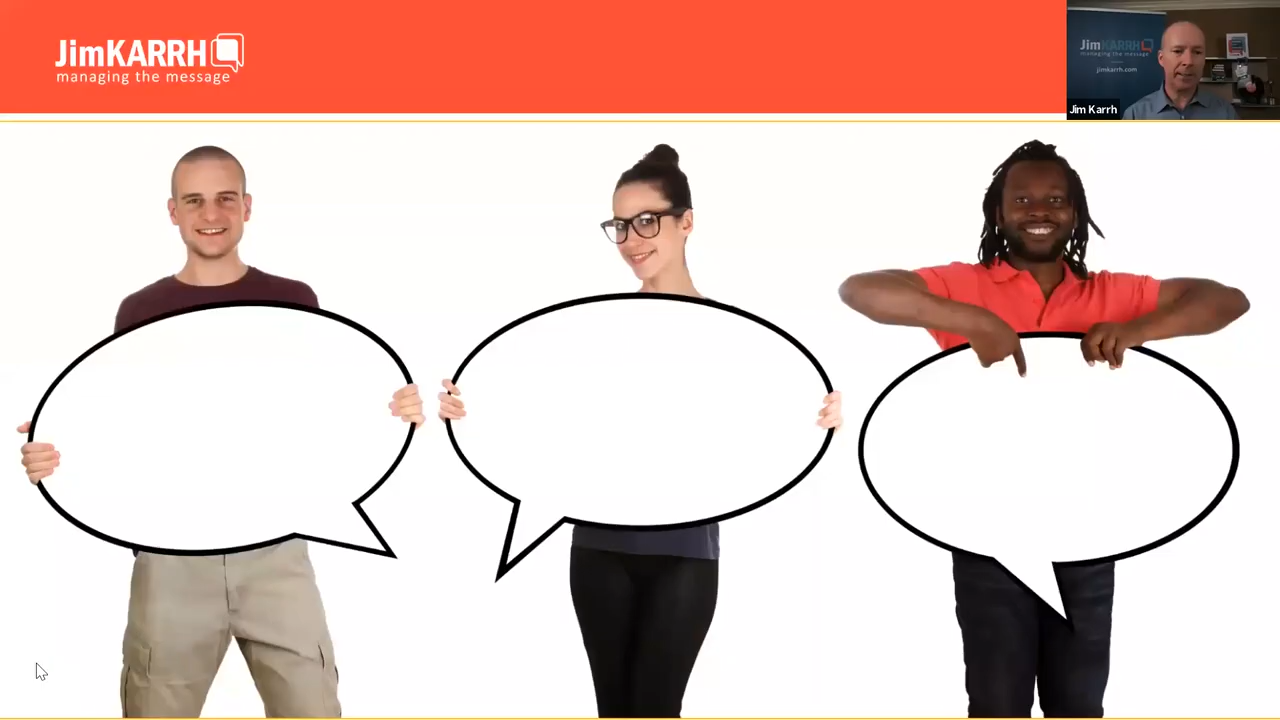 JimKARRH
managing the message
JimKARRH
managing the message
jimkarrh.com
Jim Karrh